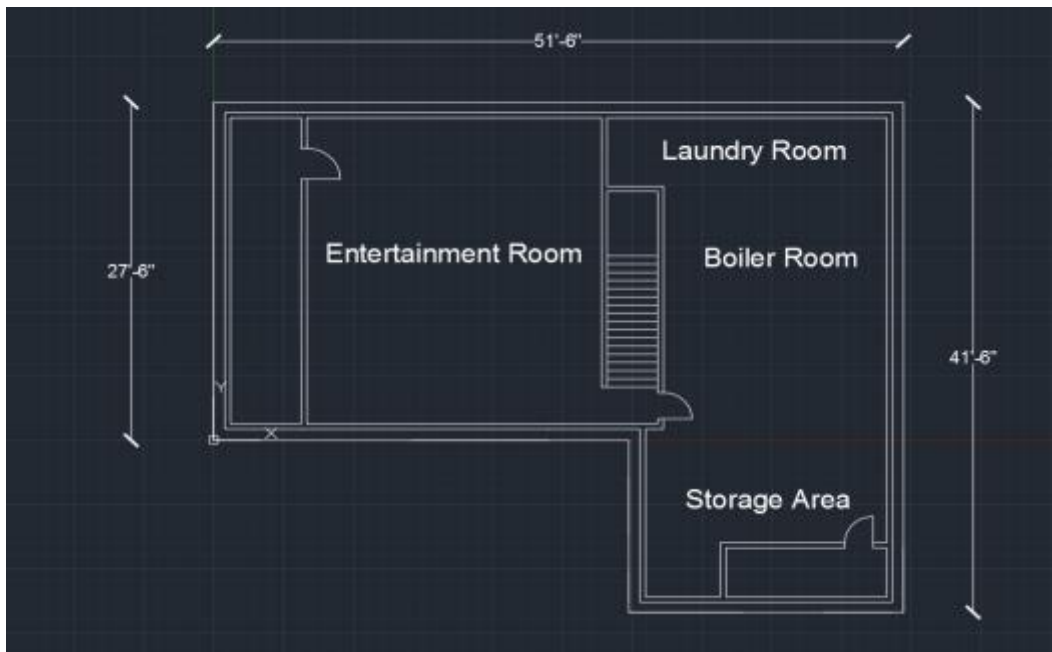 51'-6"
Laundry Room
Entertainment Room
Boiler Room
27'-6"
41'-6"
Y
X
Storage Area